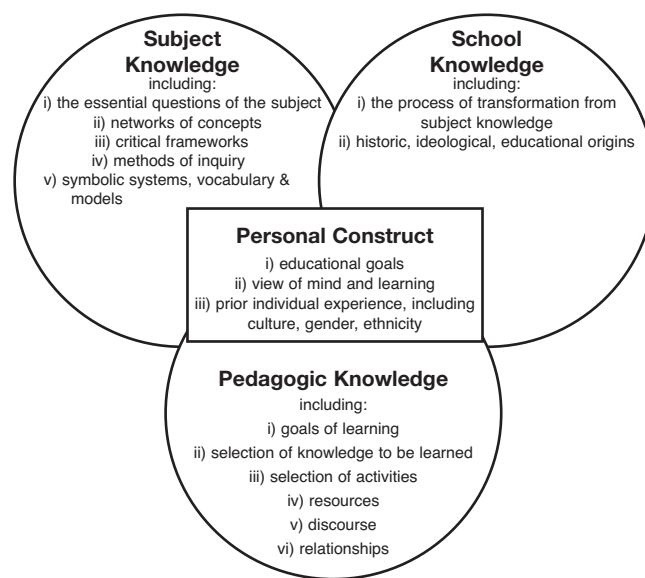 Subject
Knowledge
including:
i) the essential questions of the subject
ii) networks of concepts
iii) critical frameworks
iv) methods of inquiry
v) symbolic systems, vocabulary &
models
School
Knowledge
including:
i) the process of transformation from
subject knowledge
ii) historic, ideological, educational origins
Personal Construct
i) educational goals
ii) view of mind and learning
iii) prior individual experience, including
culture, gender, ethnicity
Pedagogic Knowledge
including:
i) goals of learning
ii) selection of knowledge to be learned
iii) selection of activities
iv) resources
v) discourse
vi) relationships